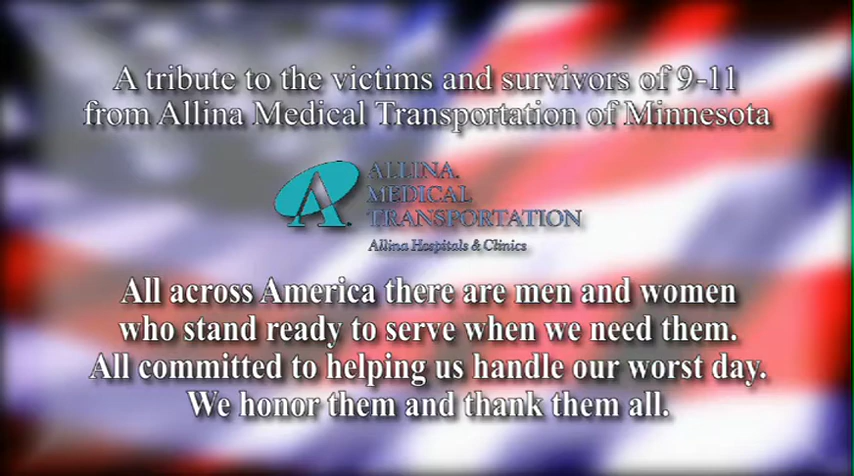 A tribute to the victims and survivors of 9-11
from Allina Medical Transportation of Minnesota
ALLINA
MEDICAL
TRANSPORTATION
Allina Hospitals & Clinics
All across America there are men and women
who stand ready to serve when we need them.
All committed to helping us handle our worst day.
We honor them and thank them all.